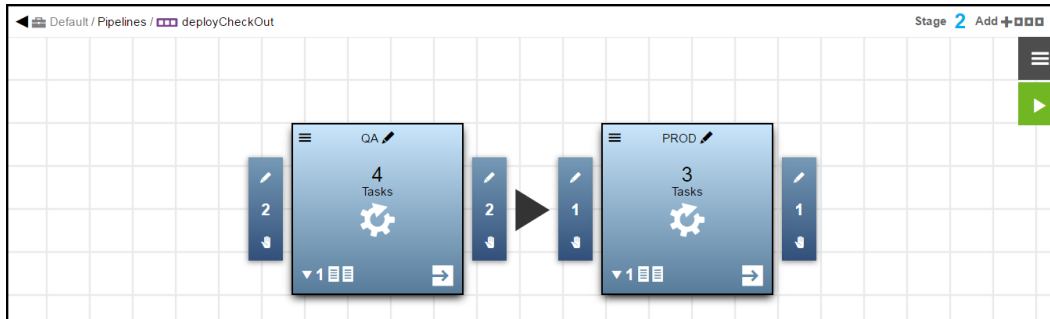 Default / Pipelines / deployCheckOut
Stage 2 Add
QA
4
Tasks
2
2
1
PROD
3
Tasks
1
1
1